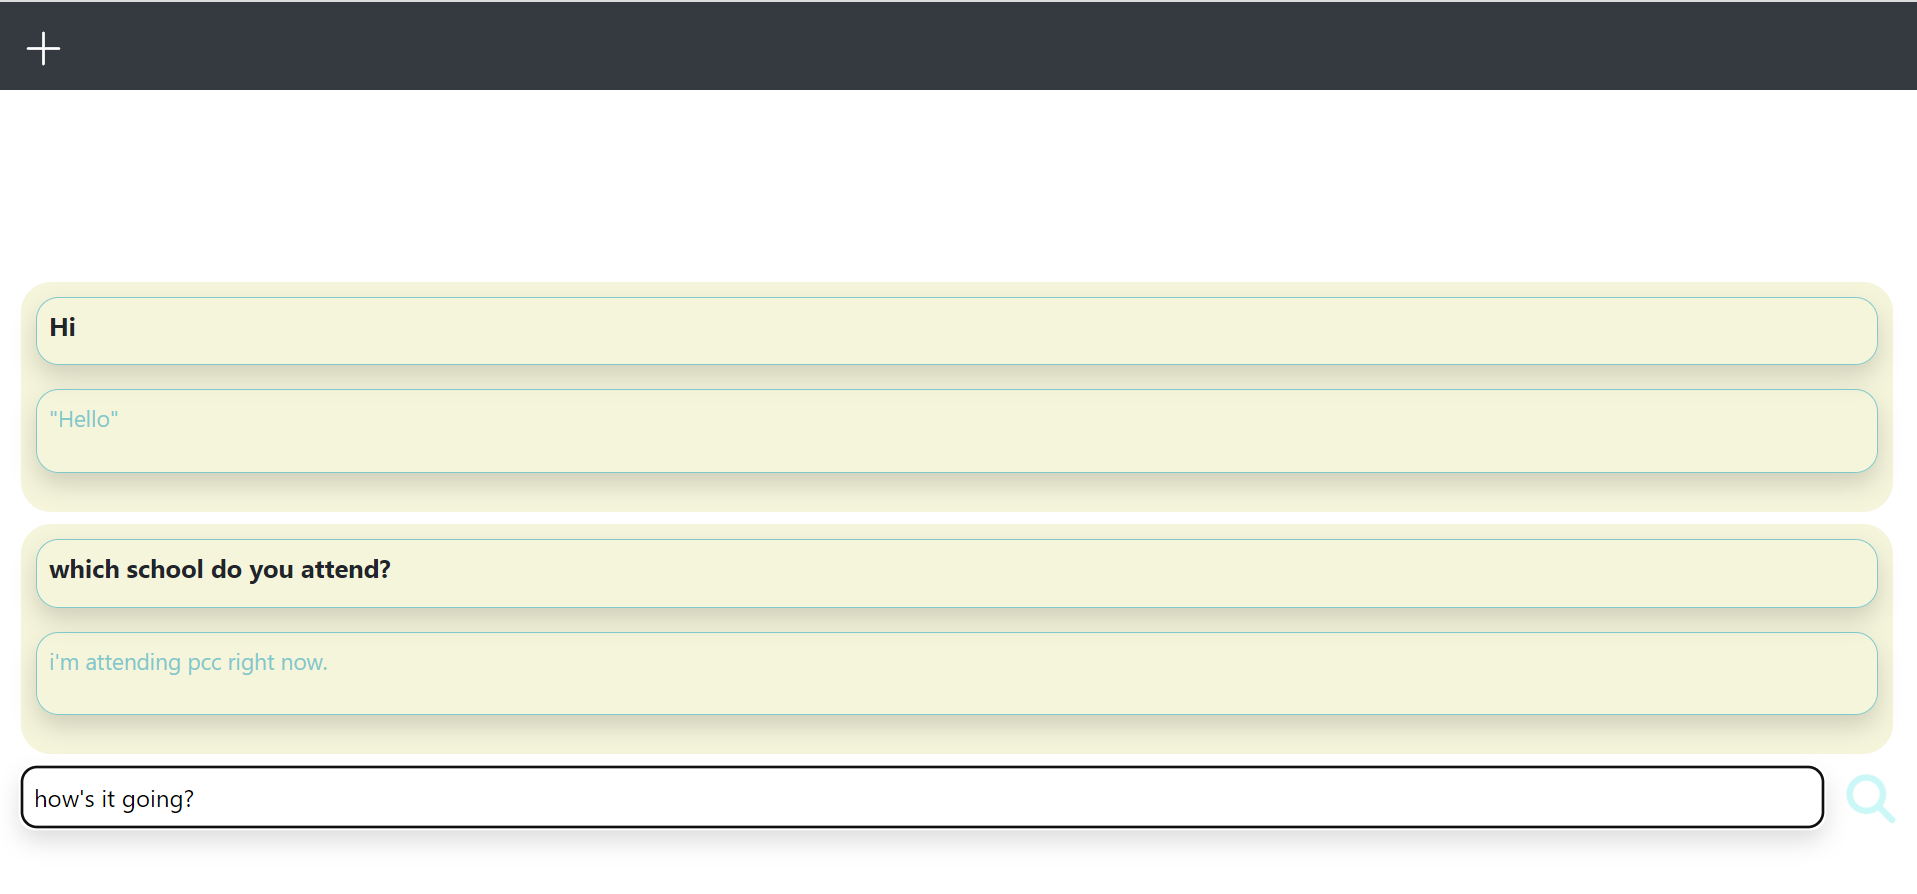 Hi
"Hello"
which school do you attend?
i'm attending pcc right now.
how's it going?